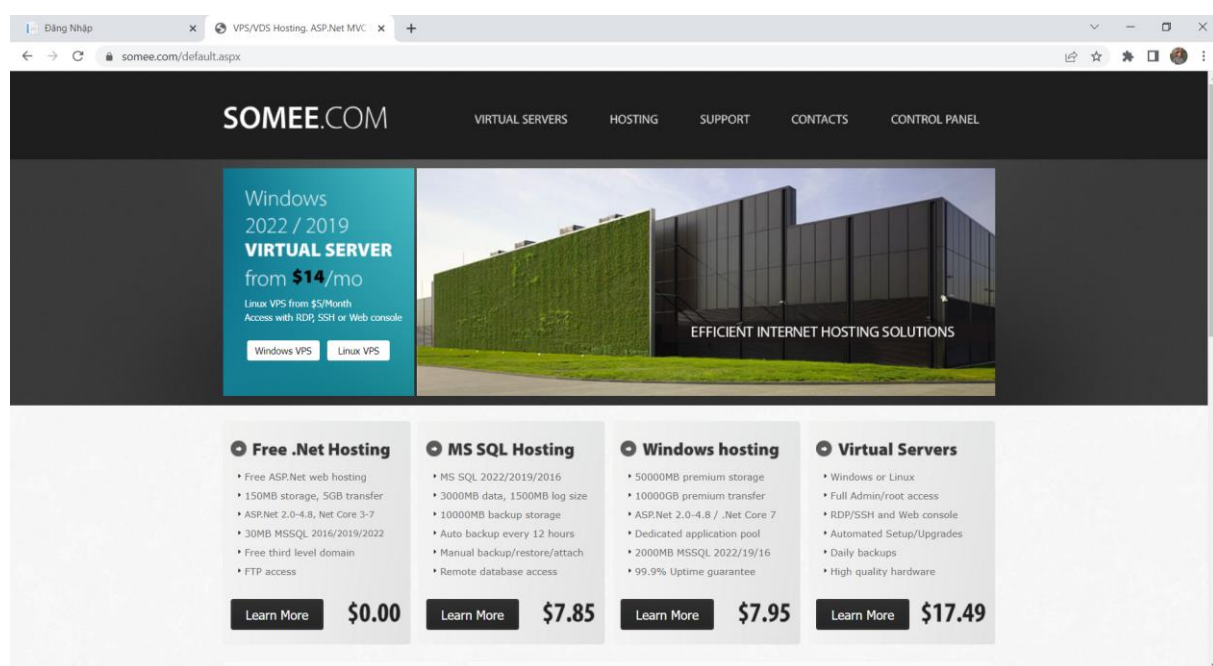 Đăng Nhập
VPS/VDS Hosting. ASP.Net MVC
somee.com/default.aspx
SOMEE.COM
VIRTUAL SERVERS
HOSTING
SUPPORT
CONTACTS
CONTROL PANEL
Windows
2022 / 2019
VIRTUAL SERVER
from $14/mo
Linux VPS from $5/Month
Access with RDP, SSH or Web console
Windows VPS
Linux VPS
EFFICIENT INTERNET HOSTING SOLUTIONS
Free .Net Hosting
Free ASP.Net web hosting
150MB storage, 5GB transfer
ASP.Net 2.0-4.8, Net Core 3-7
30MB MSSQL 2016/2019/2022
Free third level domain
FTP access
Learn More
$0.00
MS SQL Hosting
MS SQL 2022/2019/2016
3000MB data, 1500MB log size
10000MB backup storage
Auto backup every 12 hours
Manual backup/restore/attach
Remote database access
Learn More
$7.85
Windows hosting
50000MB premium storage
10000GB premium transfer
ASP.Net 2.0-4.8 / .Net Core 7
Dedicated application pool
2000MB MSSQL 2022/19/16
99.9% Uptime guarantee
Learn More
$7.95
Virtual Servers
Windows or Linux
Full Admin/root access
RDP/SSH and Web console
Automated Setup/Upgrades
Daily backups
High quality hardware
Learn More
$17.49